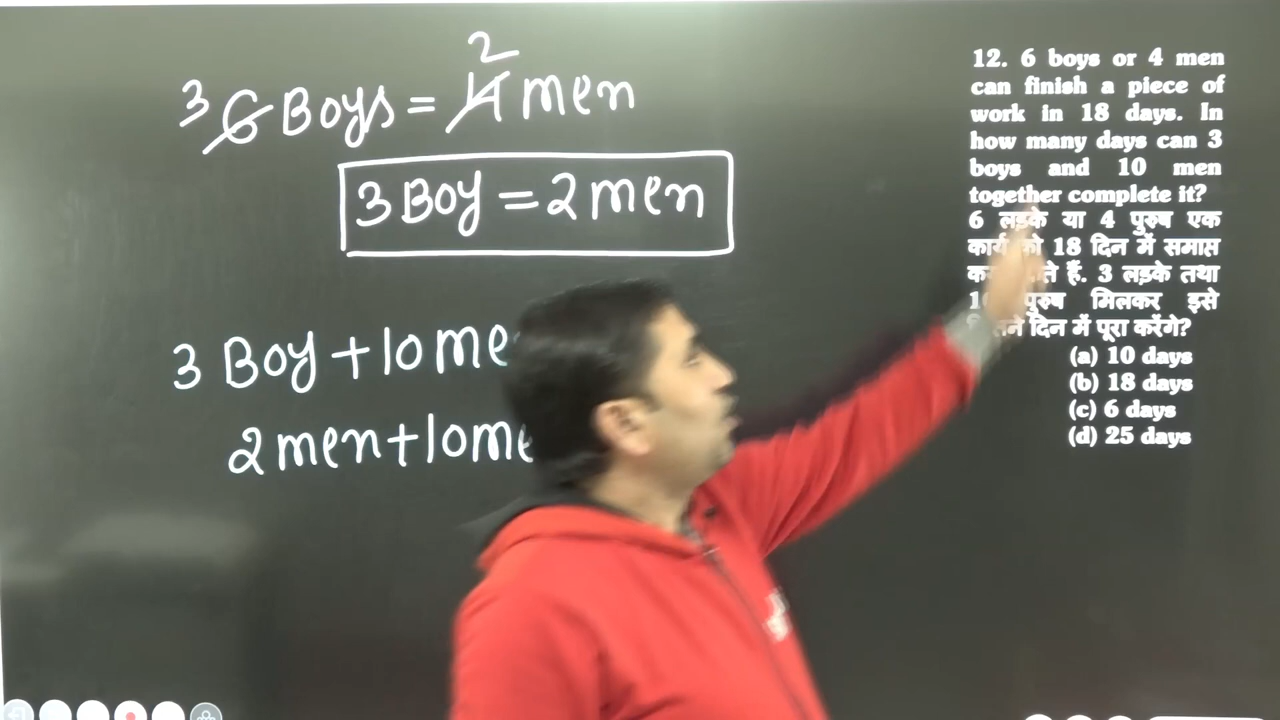 2
3 6 Boys = 4 men
3 Boy = 2 men
3 Boy + 10
2 men + 10
12. 6 boys or 4 men
can finish a piece of
work in 18 days. In
how many days can 3
boys and 10 men
together complete it?
6 लड़के या 4 पुरुष एक
कार्य 18 दिन में समाप्त
हैं. 3 लड़के तथा
पुरुष मिलकर इसे
दिन में पूरा करेंगे?
(a) 10 days
(b) 18 days
(c) 6 days
(d) 25 days